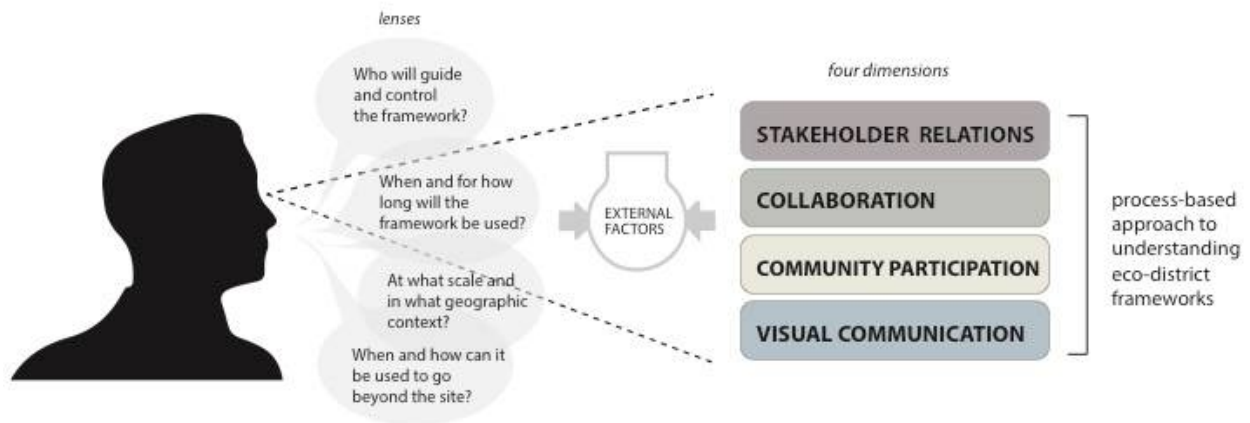 lenses
Who will guide
and control
the framework?
When and for how
long will the
framework be used?
At what scale and
in what geographic
context?
When and how can it
be used to go
beyond the site?
EXTERNAL
FACTORS
four dimensions
STAKEHOLDER RELATIONS
COLLABORATION
COMMUNITY PARTICIPATION
VISUAL COMMUNICATION
process-based
approach to
understanding
eco-district
frameworks